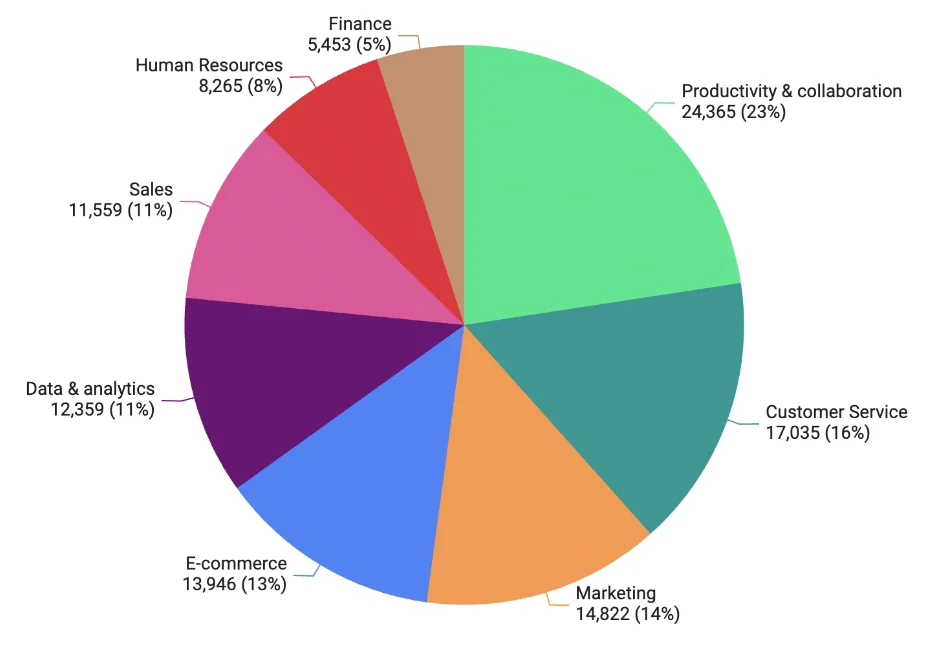 Finance
5,453 (5%)
Human Resources
8,265 (8%)
Productivity & collaboration
24,365 (23%)
Sales
11,559 (11%)
Data & analytics
12,359 (11%)
Customer Service
17,035 (16%)
E-commerce
13,946 (13%)
Marketing
14,822 (14%)